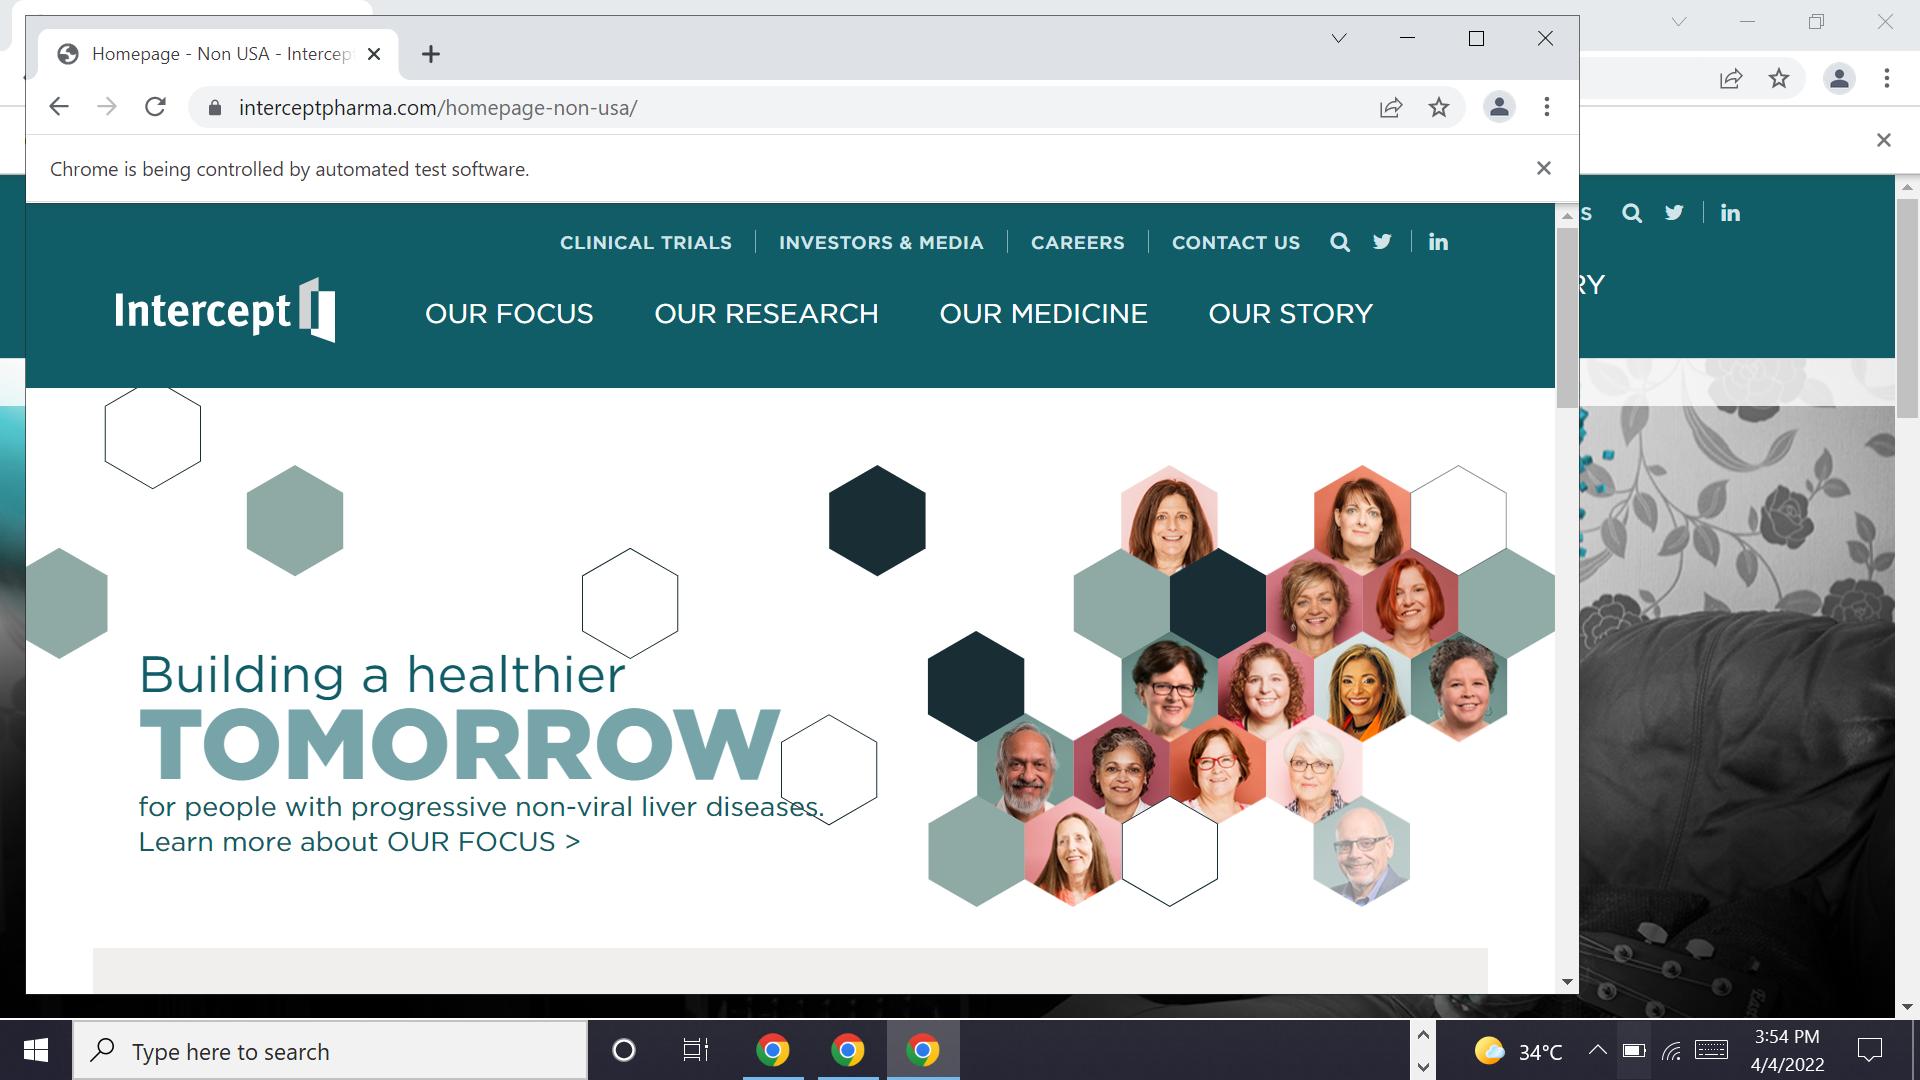 Homepage - Non USA - Intercep
interceptpharma.com/homepage-non-usa/
Chrome is being controlled by automated test software.
CLINICAL TRIALS
INVESTORS & MEDIA
CAREERS
CONTACT US
in
S
in
Intercept
OUR FOCUS
OUR RESEARCH
OUR MEDICINE
OUR STORY
RY
Building a healthier
TOMORROW
for people with progressive non-viral liver diseases.
Learn more about OUR FOCUS >
Type here to search
34°C
3:54 PM
4/4/2022